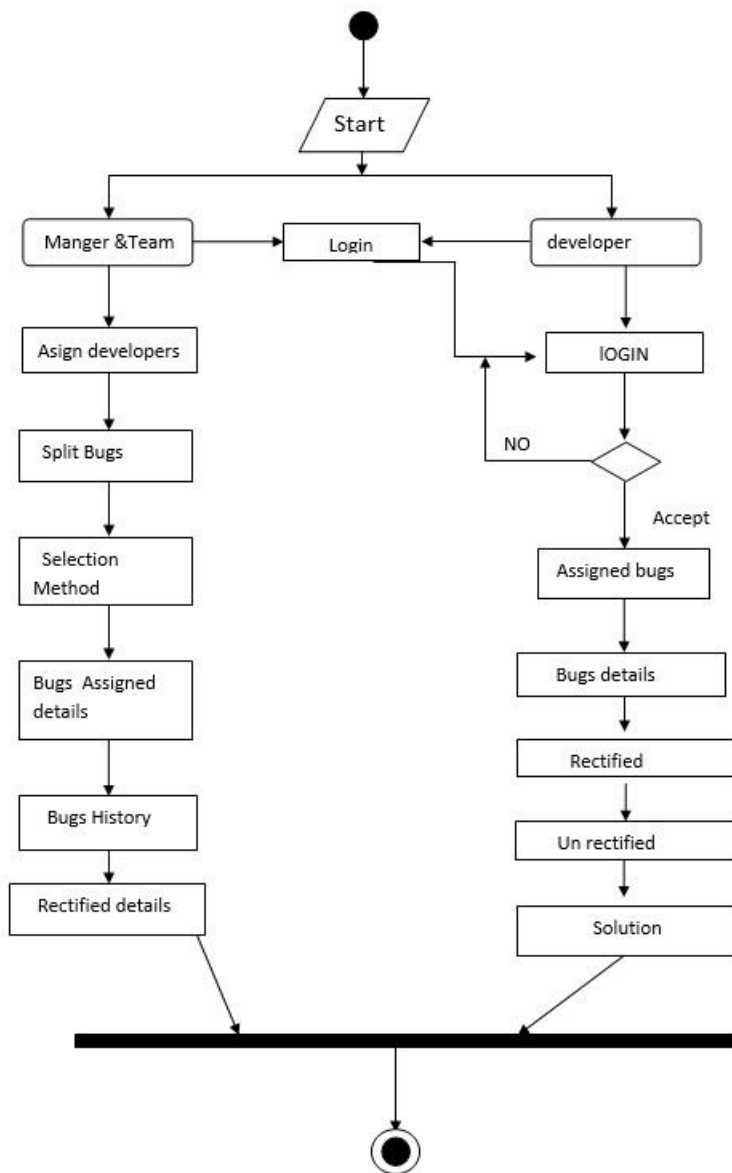 Start
Manger &Team
Login
developer
Asign developers
lOGIN
Split Bugs
NO
Accept
Selection
Method
Assigned bugs
Bugs Assigned
details
Bugs details
Rectified
Bugs History
Un rectified
Rectified details
Solution